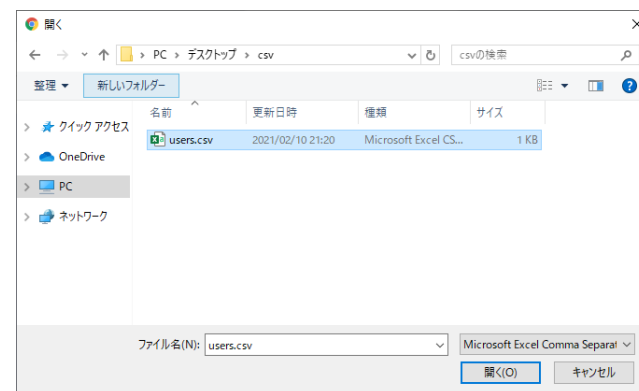 開く
PC > デスクトップ > csv
csvの検索
整理
新しいフォルダー
名前
更新日時
種類
サイズ
クイック アクセス
users.csv
2021/02/10 21:20
Microsoft Excel CS...
1 KB
OneDrive
PC
ネットワーク
ファイル名(N):
users.csv
Microsoft Excel Comma Separat
開く(O)
キャンセル